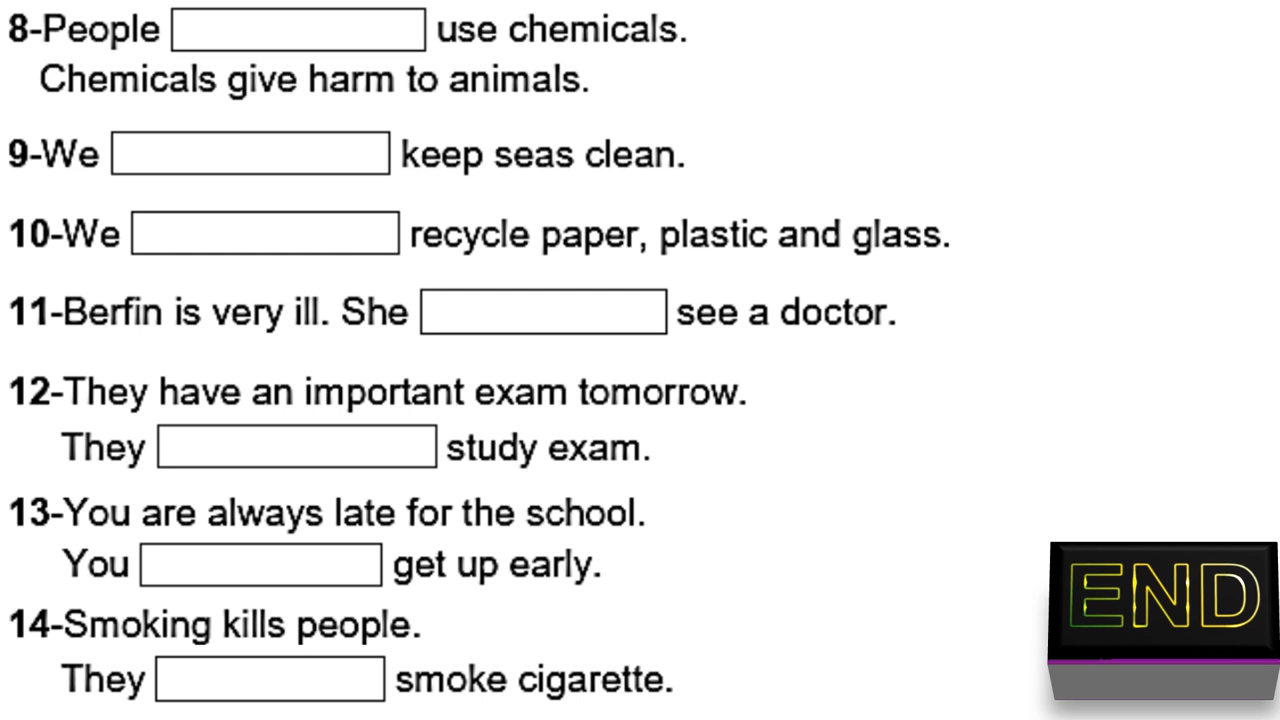 8-People use chemicals.
Chemicals give harm to animals.
9-We keep seas clean.
10-We recycle paper, plastic and glass.
11-Berfin is very ill. She see a doctor.
12-They have an important exam tomorrow.
They study exam.
13-You are always late for the school.
You get up early.
14-Smoking kills people.
They smoke cigarette.
END